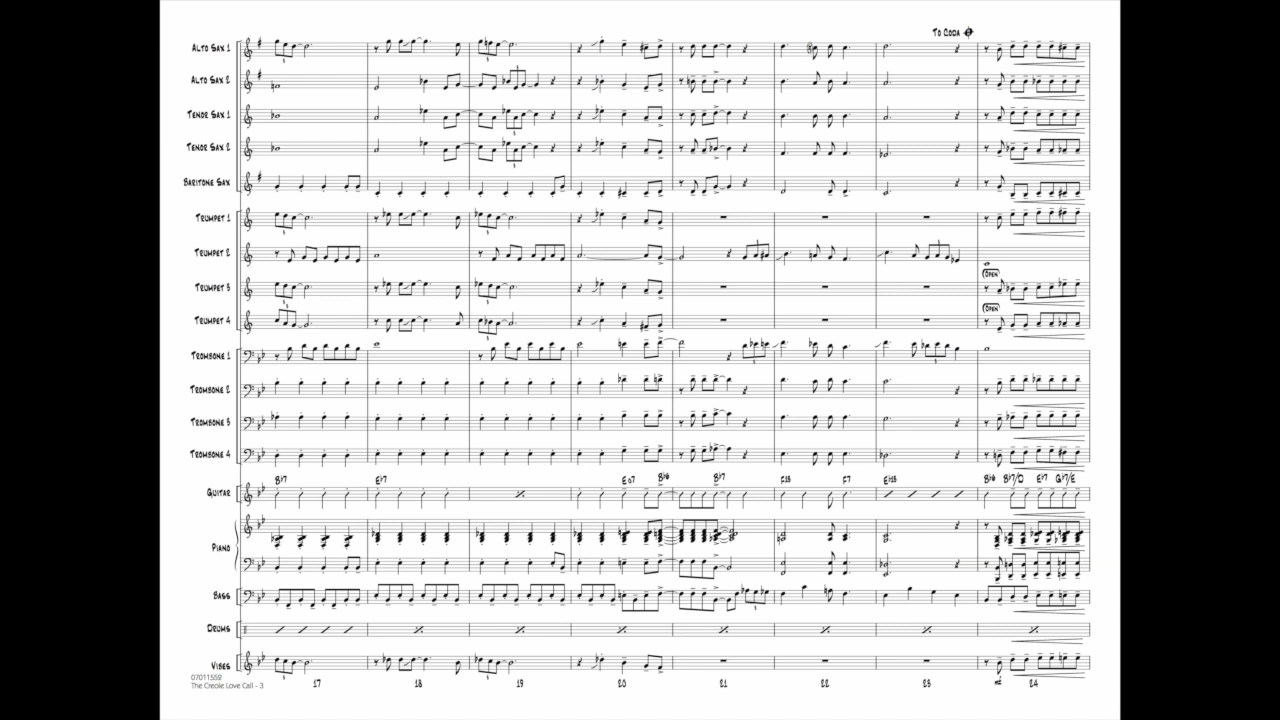 To Coda
Alto Sax 1
Alto Sax 2
Tenor Sax 1
Tenor Sax 2
Baritone Sax
Trumpet 1
Trumpet 2
Trumpet 3
Open
Trumpet 4
Open
Trombone 1
Trombone 2
Trombone 3
Trombone 4
Guitar
B♭7 E♭7 E°7 B♭6 B♭7 F13 F7 E♭13 B♭6 B♭7/D E♭7
Piano
Bass
Drums
Vibes
mf
07011552
The Creole Love Call - 3
17 18 19 20 21 22 23 24